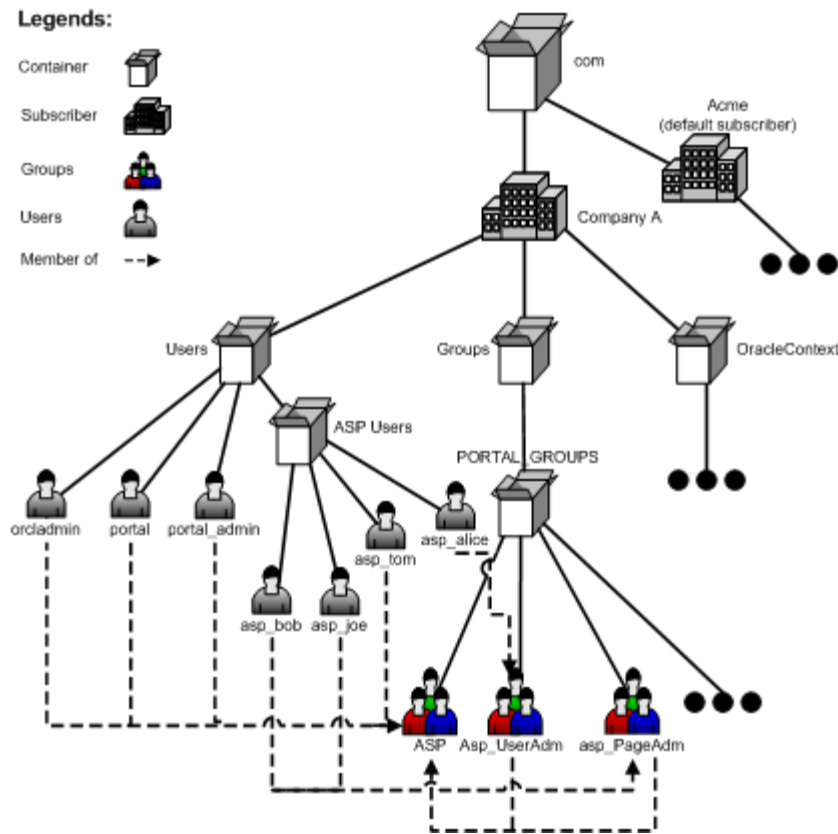 Legends:
Container
Subscriber
Groups
Users
Member of
com
Acme
(default subscriber)
Company A
Users
Groups
OracleContext
ASP Users
PORTAL_GROUPS
orcladmin
portal
portal_admin
asp_alice
asp_tom
asp_bob
asp_joe
ASP
Asp_UserAdm
asp_PageAdm